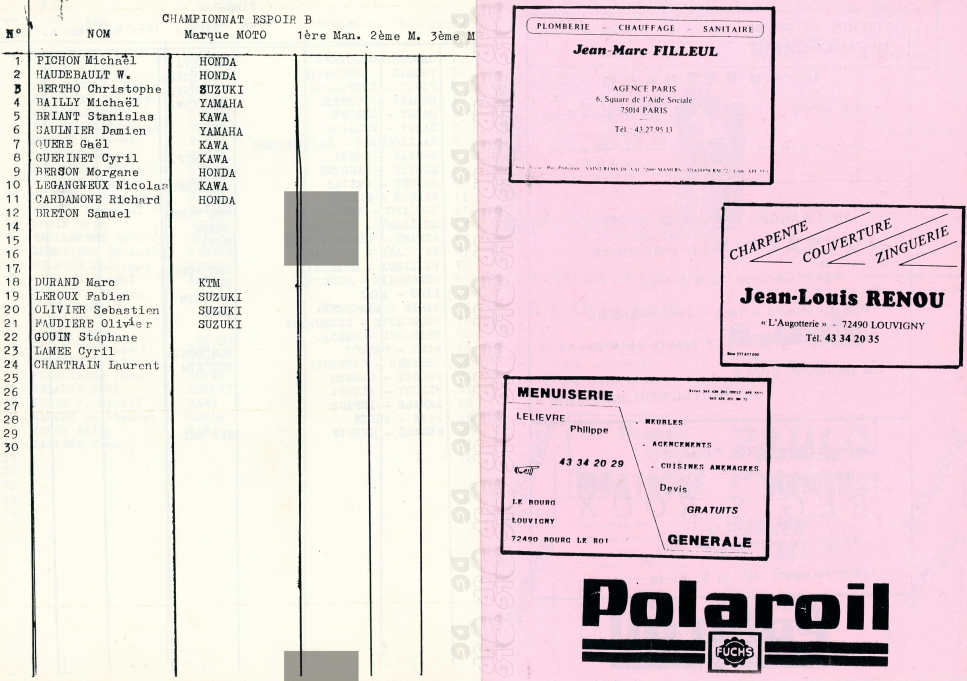 CHAMPIONNAT ESPOIR B
N° NOM Marque MOTO 1ère Man. 2ème M. 3ème M
1 PICHON Michaël HONDA
2 HAUDEBAULT W. HONDA
3 BERTHO Christophe SUZUKI
4 BAILLY Michaël YAMAHA
5 BRIANT Stanislas KAWA
6 SAULNIER Damien YAMAHA
7 QUERE Gaël KAWA
8 GUERINET Cyril KAWA
9 BERSON Morgane HONDA
10 LEGANGNEUX Nicolas KAWA
11 CARDAMONE Richard HONDA
12 BRETON Samuel
14
15
16
17
18 DURAND Marc KTM
19 LEROUX Fabien SUZUKI
20 OLIVIER Sebastien SUZUKI
21 FAUDIERE Olivier SUZUKI
22 GOUIN Stéphane
23 LAMEE Cyril
24 CHARTRAIN Laurent
25
26
27
28
29
30
PLOMBERIE - CHAUFFAGE - SANITAIRE
Jean-Marc FILLEUL
AGENCE PARIS
6, Square de l'Aide Sociale
75014 PARIS
Tél. 43.27.95.13
CHARPENTE
COUVERTURE
ZINGUERIE
Jean-Louis RENOU
« L'Augotterie » - 72490 LOUVIGNY
Tél. 43 34 20 35
MENUISERIE
LELIEVRE
Philippe
43 34 20 29
LE BOURG
LOUVIGNY
72490 BOURG LE ROI
. MEUBLES
. AGENCEMENTS
. CUISINES AMENAGEES
Devis
GRATUITS
GENERALE
Polaroil
FUCHS